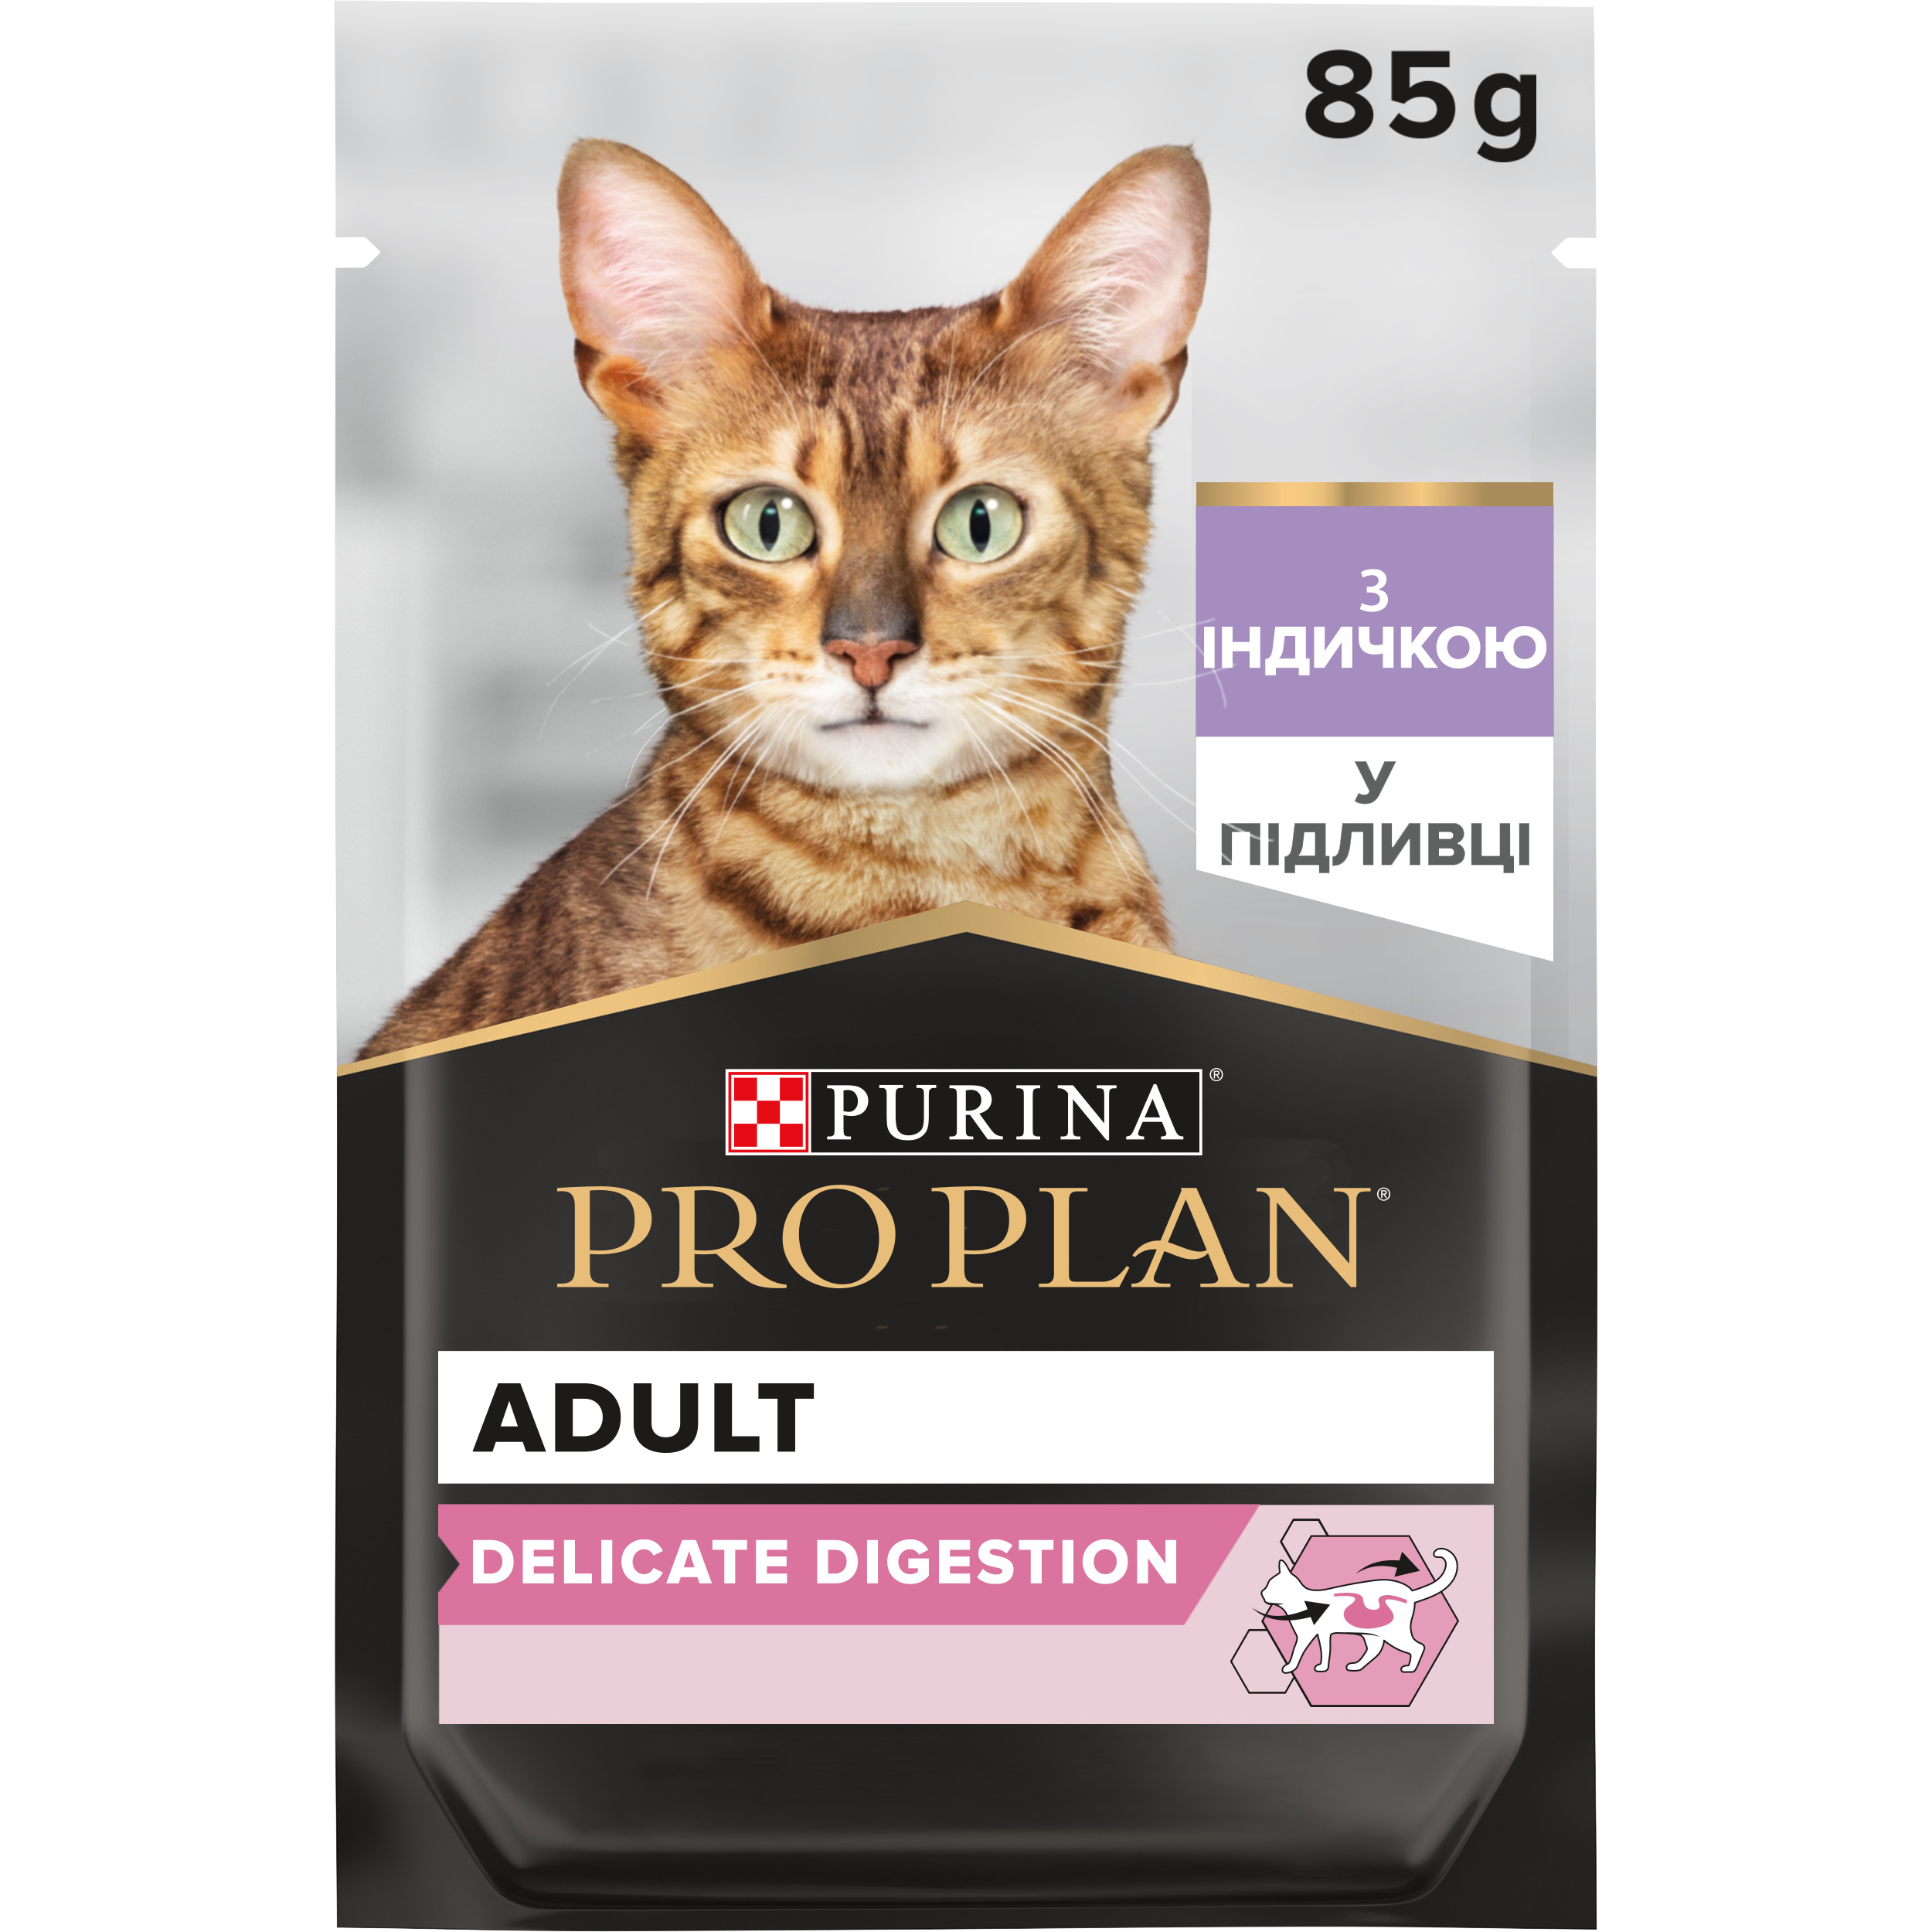 85g
З
ІНДИЧКОЮ
У
ПІДЛИВЦІ
PURINA®
PRO PLAN®
ADULT
DELICATE DIGESTION